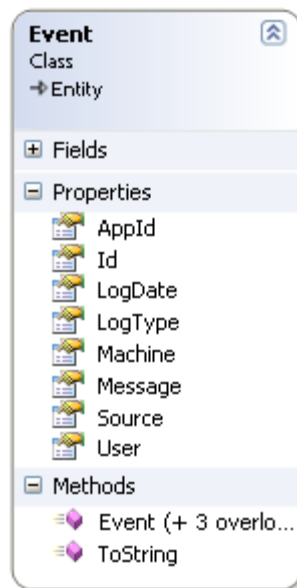 Event
Class
Entity
Fields
Properties
AppId
Id
LogDate
LogType
Machine
Message
Source
User
Methods
Event (+ 3 overlo...
ToString